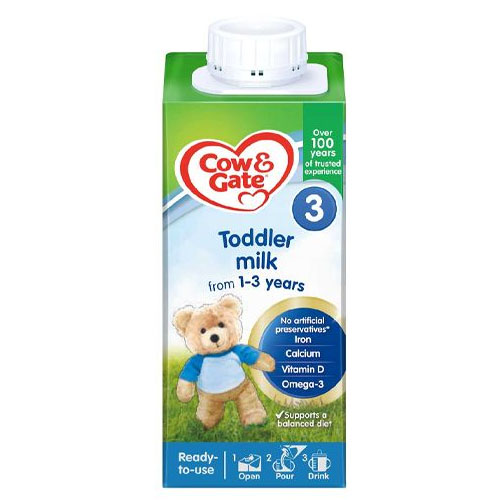 Over
100
years
of trusted
experience
Cow &
Gate
3
Toddler
milk
from 1-3 years
No artificial
preservatives*
Iron
Calcium
Vitamin D
Omega-3
✓Supports a
balanced diet
Ready-
to-use
1 2 3
Open Pour Drink